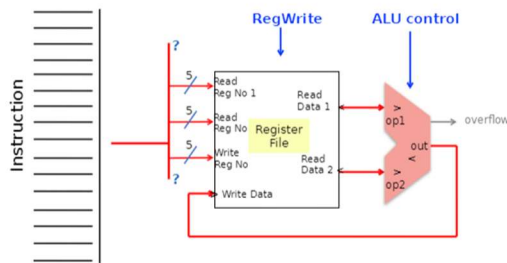 RegWrite
ALU control
?
5
Read
Reg No 1
5
Read
Reg No
5
Write
Reg No
?
Write Data
Register
File
Read
Data 1
Read
Data 2
>
op1
out
<
>
op2
overflow
Instruction